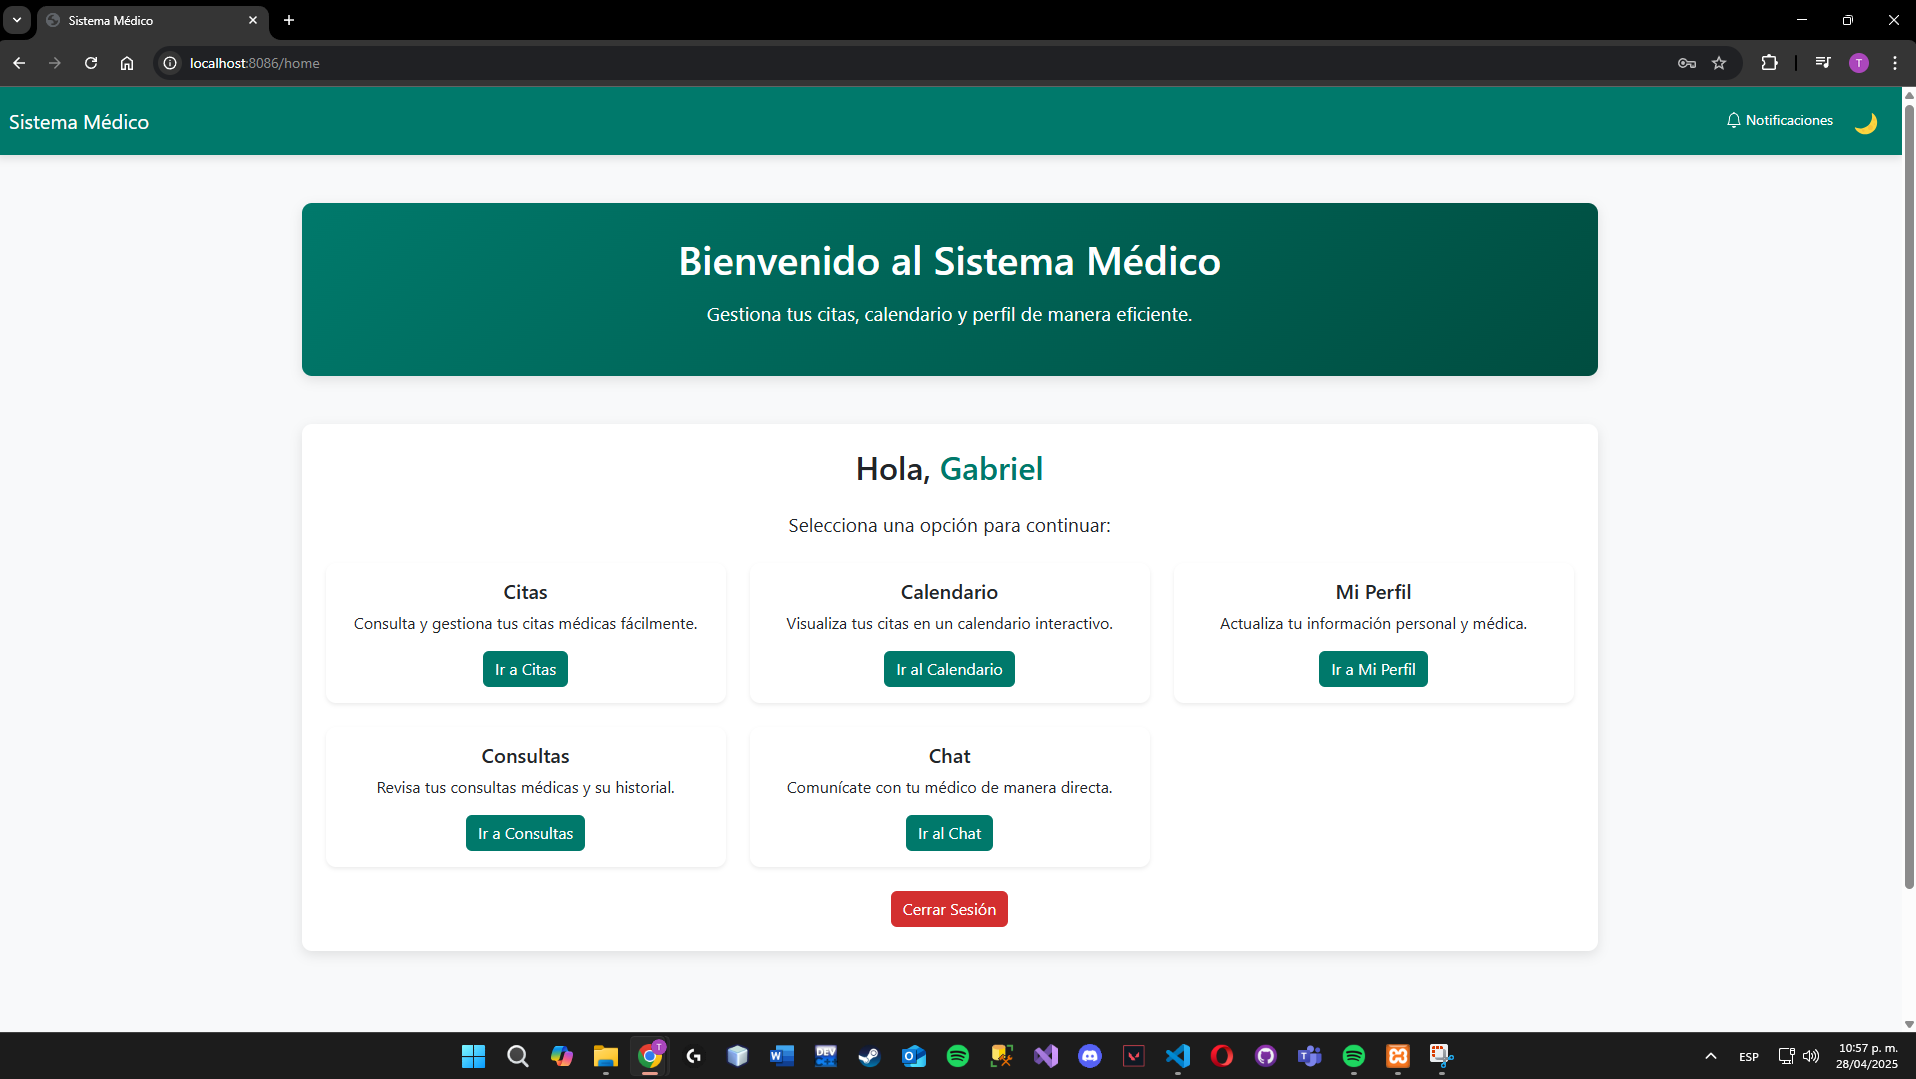 Sistema Médico
localhost:8086/home
T
Sistema Médico
Notificaciones
Bienvenido al Sistema Médico
Gestiona tus citas, calendario y perfil de manera eficiente.
Hola, Gabriel
Selecciona una opción para continuar:
Citas
Consulta y gestiona tus citas médicas fácilmente.
Ir a Citas
Calendario
Visualiza tus citas en un calendario interactivo.
Ir al Calendario
Mi Perfil
Actualiza tu información personal y médica.
Ir a Mi Perfil
Consultas
Revisa tus consultas médicas y su historial.
Ir a Consultas
Chat
Comunícate con tu médico de manera directa.
Ir al Chat
Cerrar Sesión
T
DEV
ESP
10:57 p. m.
28/04/2025